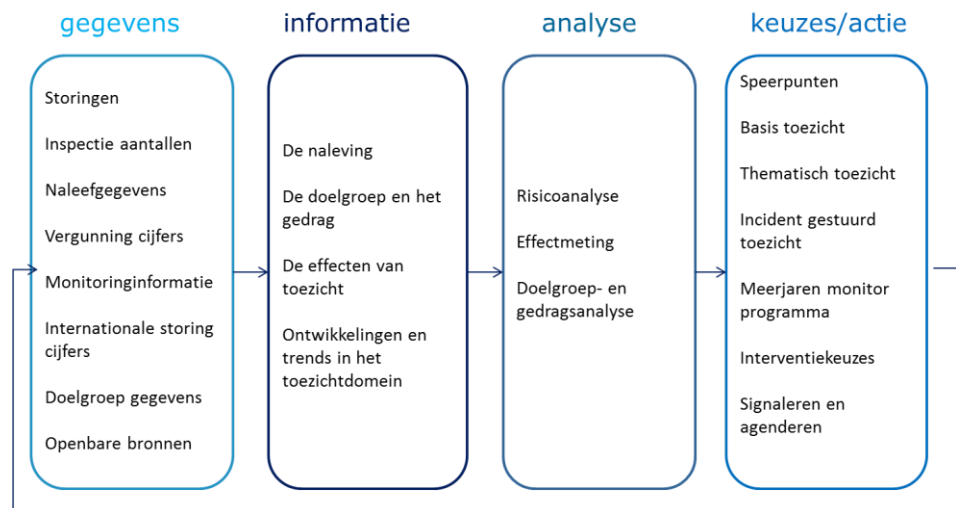 gegevens
Storingen
Inspectie aantallen
Naleefgegevens
Vergunning cijfers
Monitoringinformatie
Internationale storing
cijfers
Doelgroep gegevens
Openbare bronnen
informatie
De naleving
De doelgroep en het
gedrag
De effecten van
toezicht
Ontwikkelingen en
trends in het
toezichtdomein
analyse
Risicoanalyse
Effectmeting
Doelgroep- en
gedragsanalyse
keuzes/actie
Speerpunten
Basis toezicht
Thematisch toezicht
Incident gestuurd
toezicht
Meerjaren monitor
programma
Interventiekeuzes
Signaleren en
agenderen